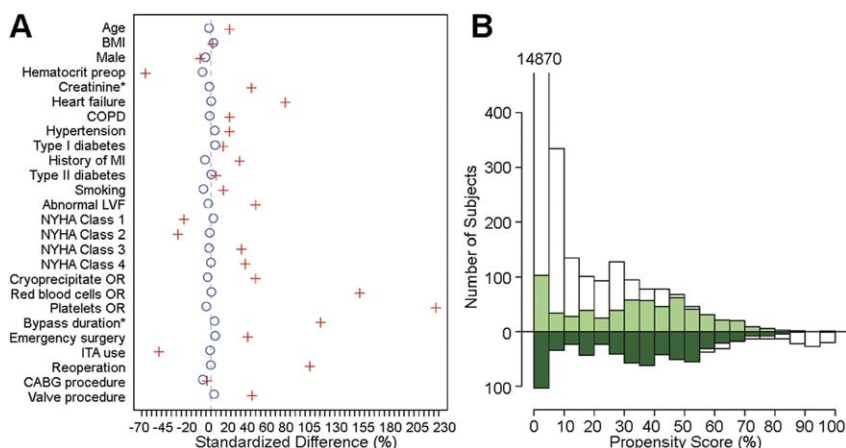 A
Age
BMI
Male
Hematocrit preop
Creatinine*
Heart failure
COPD
Hypertension
Type I diabetes
History of MI
Type II diabetes
Smoking
Abnormal LVF
NYHA Class 1
NYHA Class 2
NYHA Class 3
NYHA Class 4
Cryoprecipitate OR
Red blood cells OR
Platelets OR
Bypass duration*
Emergency surgery
ITA use
Reoperation
CABG procedure
Valve procedure
-70 -45 -20 0 20 40 60 80 105 130 155 180 205 230
Standardized Difference (%)
B
14870
400
300
200
100
0
100
Number of Subjects
0 10 20 30 40 50 60 70 80 90 100
Propensity Score (%)